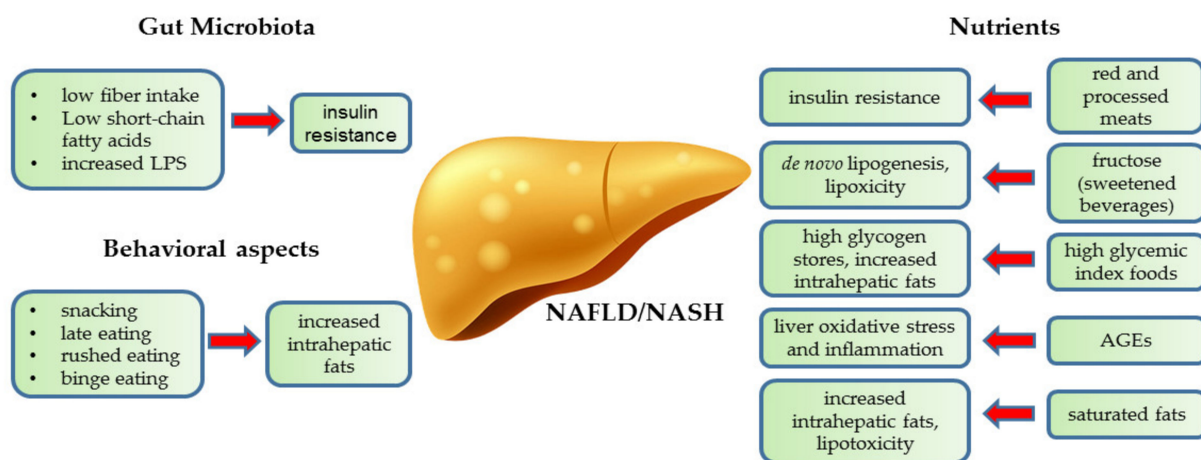 Gut Microbiota
• low fiber intake
• Low short-chain
fatty acids
• increased LPS
insulin
resistance
Behavioral aspects
• snacking
• late eating
• rushed eating
• binge eating
increased
intrahepatic
fats
NAFLD/NASH
Nutrients
insulin resistance
red and
processed
meats
de novo lipogenesis,
lipoxicity
fructose
(sweetened
beverages)
high glycogen
stores, increased
intrahepatic fats
high glycemic
index foods
liver oxidative stress
and inflammation
AGEs
increased
intrahepatic fats,
lipotoxicity
saturated fats